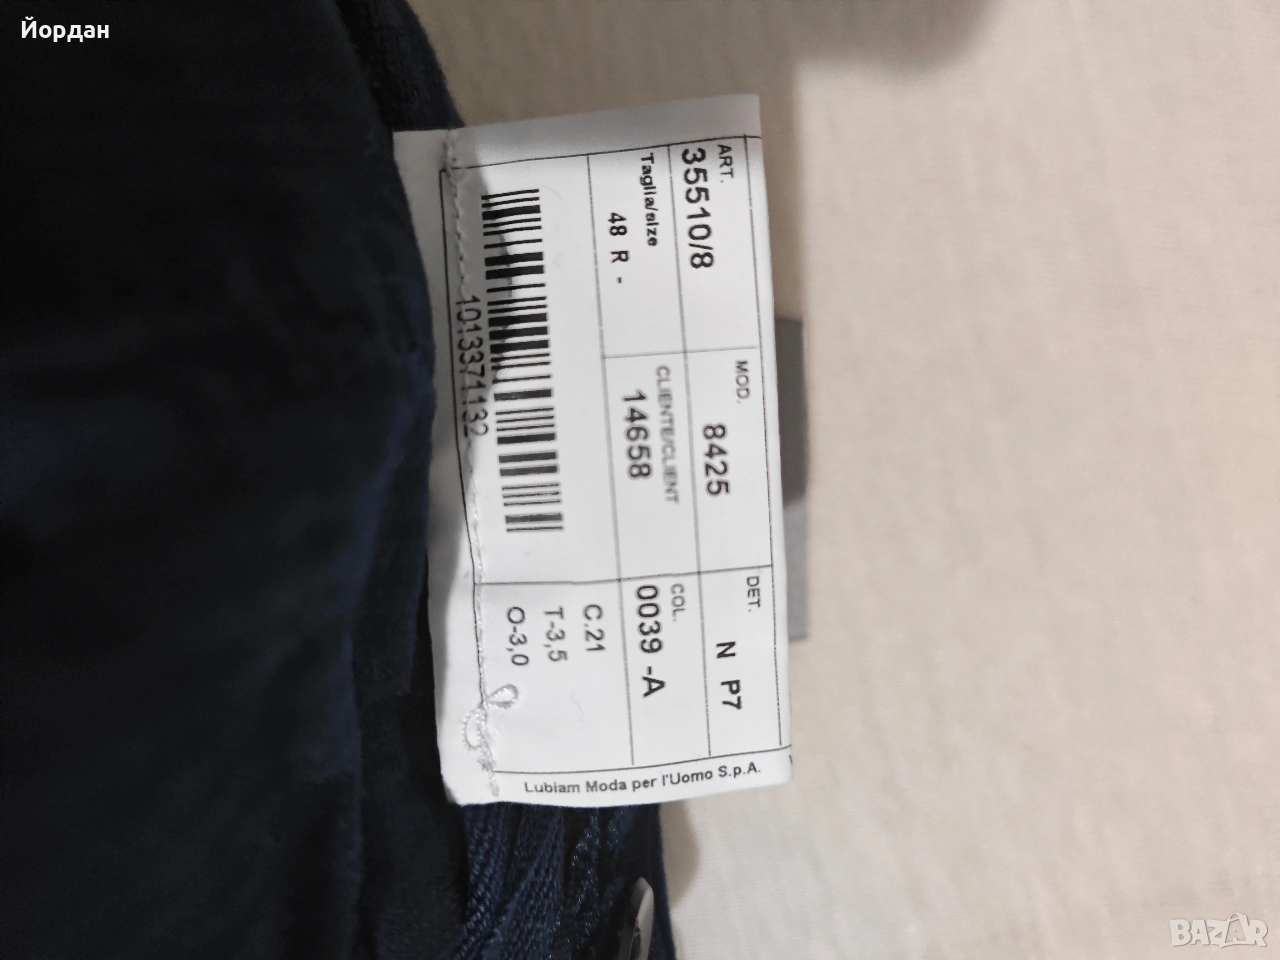 Йордан
ART. MOD. DET.
35510/8 8425 N P7
Taglia/size CLIENTE/CLIENT COL.
48 R - 14658 0039 -A
C.21
T-3,5
O-3,0
1013371132
Lubiam Moda per l'Uomo S.p.A.
BAZAR